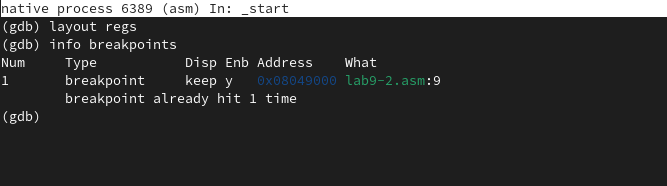 native process 6389 (asm) In: _start
(gdb) layout regs
(gdb) info breakpoints
Num     Type           Disp Enb Address    What
1       breakpoint     keep y   0x08049000 lab9-2.asm:9
        breakpoint already hit 1 time
(gdb)